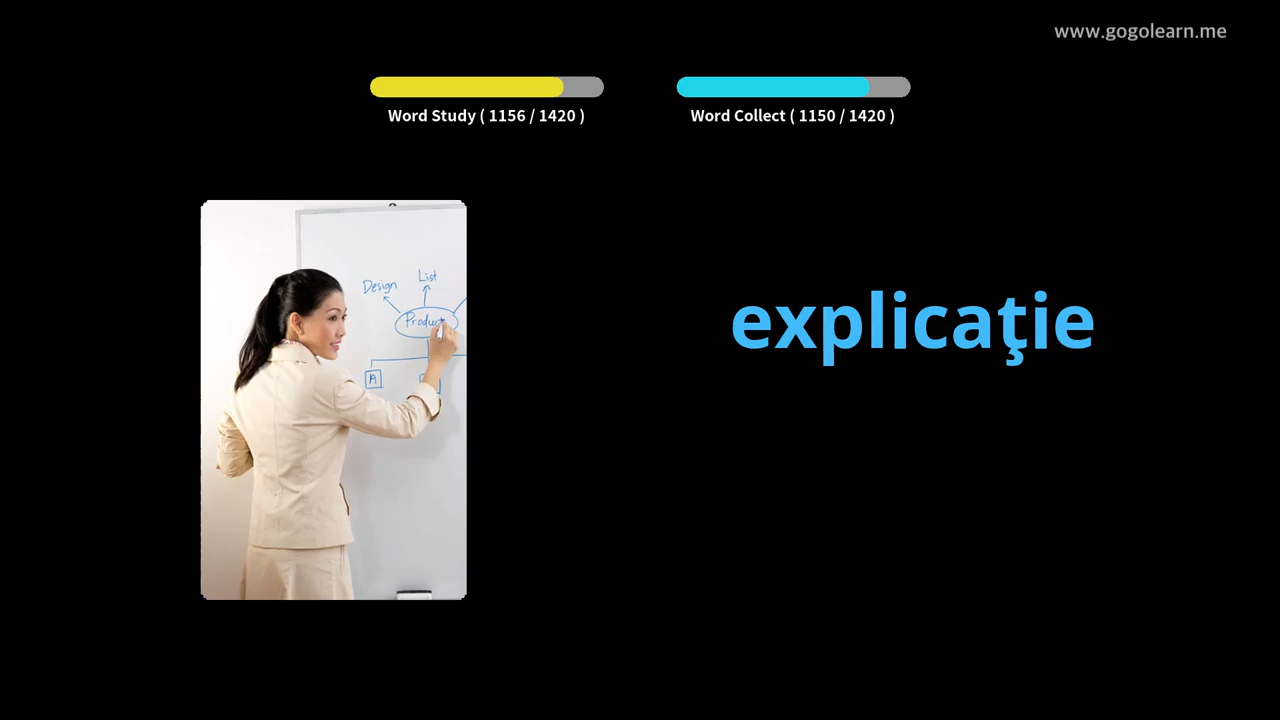 www.gogolearn.me
Word Study ( 1156 / 1420 )
Word Collect ( 1150 / 1420 )
List
Design
Product
A
explicaţie